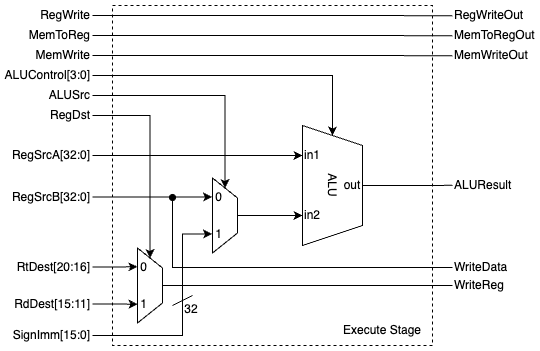 RegWrite
RegWriteOut
MemToReg
MemToRegOut
MemWrite
MemWriteOut
ALUControl[3:0]
ALUSrc
RegDst
RegSrcA[32:0]
in1
ALU
out
ALUResult
RegSrcB[32:0]
0
in2
1
RtDest[20:16]
0
WriteData
WriteReg
RdDest[15:11]
1
32
SignImm[15:0]
Execute Stage